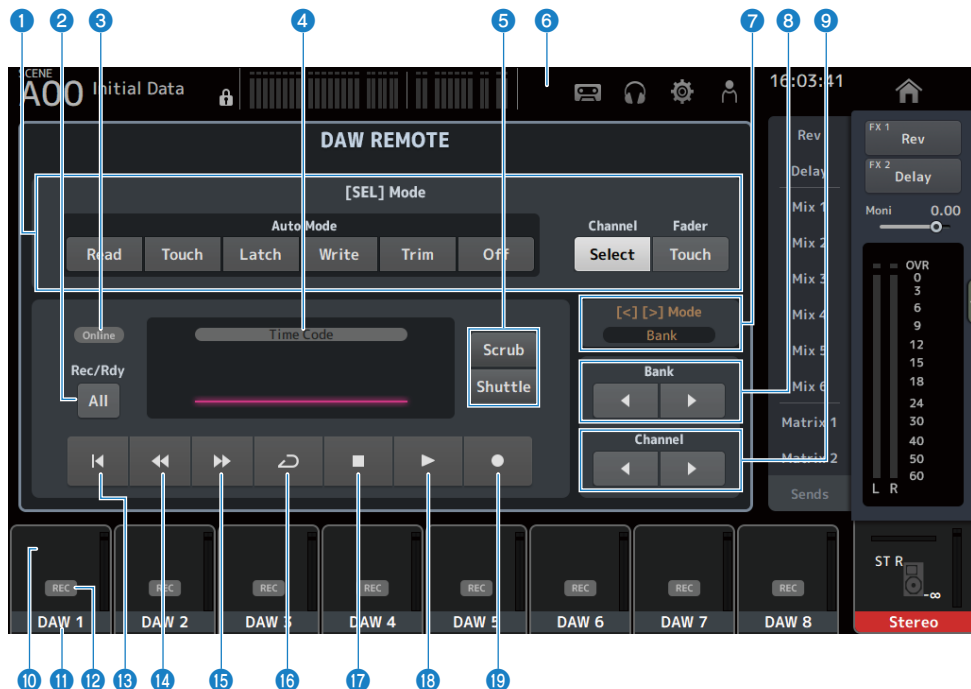 1 2 3 4 5 6 7 8 9
SCENE
A00 Initial Data
16:03:41
DAW REMOTE
[SEL] Mode
Auto Mode
Channel Fader
Read Touch Latch Write Trim Off Select Touch
Online
Time Code
Rec/Rdy
All
Scrub
Shuttle
[<] [>] Mode
Bank
Bank
Channel
Rev
Delay
Mix 1
Mix 2
Mix 3
Mix 4
Mix 5
Mix 6
Matrix 1
Matrix 2
Sends
FX 1
Rev
FX 2
Delay
Moni 0.00
OVR
0
3
6
9
12
15
18
24
30
40
50
60
L R
ST R
-∞
Stereo
REC REC REC REC REC REC REC REC
DAW 1 DAW 2 DAW 3 DAW 4 DAW 5 DAW 6 DAW 7 DAW 8
10 11 12 13 14 15 16 17 18 19